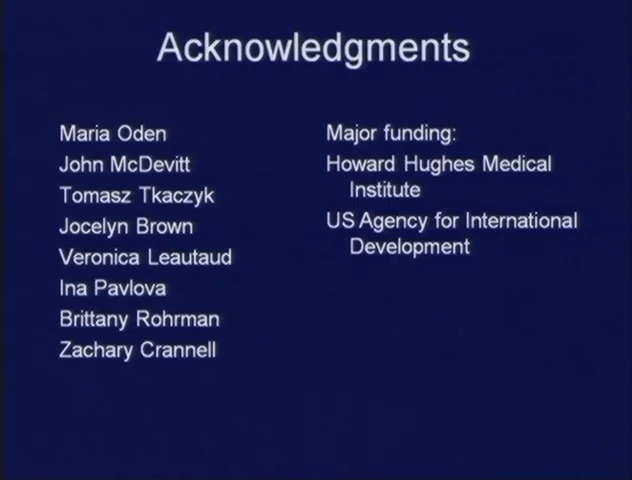 Acknowledgments
Maria Oden
John McDevitt
Tomasz Tkaczyk
Jocelyn Brown
Veronica Leautaud
Ina Pavlova
Brittany Rohrman
Zachary Crannell
Major funding:
Howard Hughes Medical
Institute
US Agency for International
Development